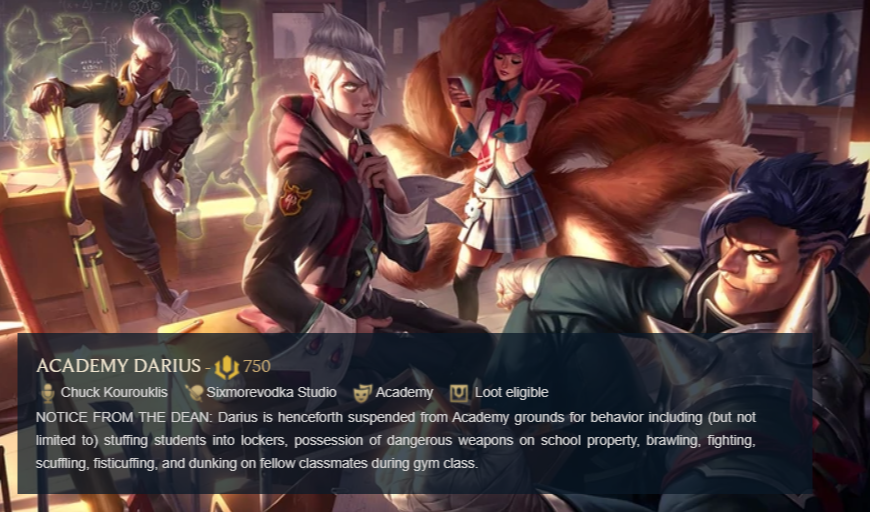 ACADEMY DARIUS - 750
Chuck Kourouklis Sixmorevodka Studio Academy Loot eligible
NOTICE FROM THE DEAN: Darius is henceforth suspended from Academy grounds for behavior including (but not
limited to) stuffing students into lockers, possession of dangerous weapons on school property, brawling, fighting,
scuffling, fisticuffing, and dunking on fellow classmates during gym class.